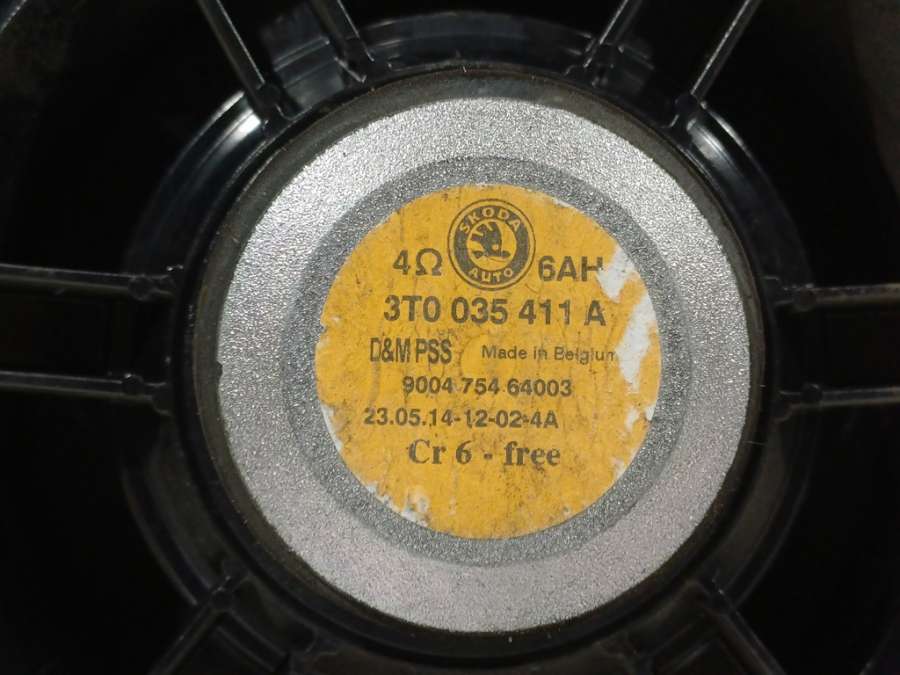 SKODA
AUTO
4Ω 6AH
3T0 035 411 A
D&M PSS Made in Belgium
9004 754 64003
23.05.14-12-02-4A
Cr 6 - free